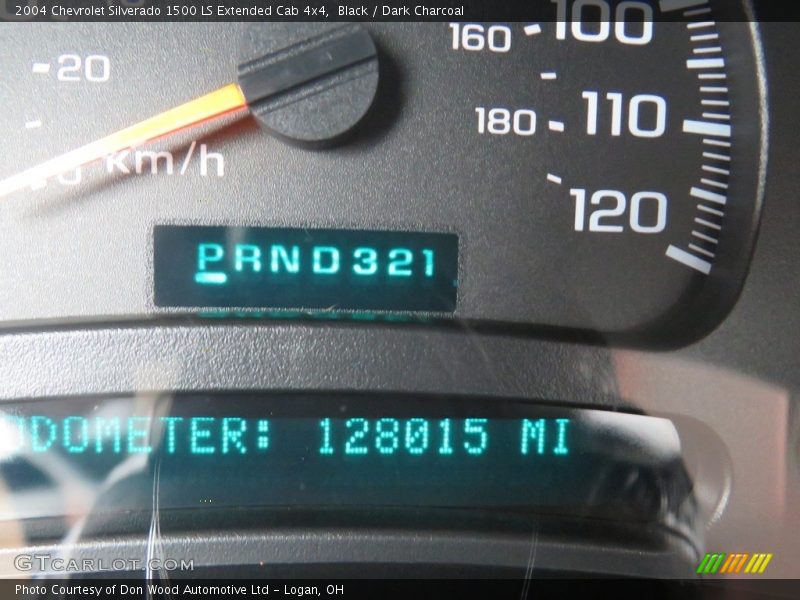 2004 Chevrolet Silverado 1500 LS Extended Cab 4x4,  Black / Dark Charcoal
160 100
20
180 110
km/h
120
PRND321
ODOMETER: 128015 MI
GTCARLOT.COM
Photo Courtesy of Don Wood Automotive Ltd - Logan, OH